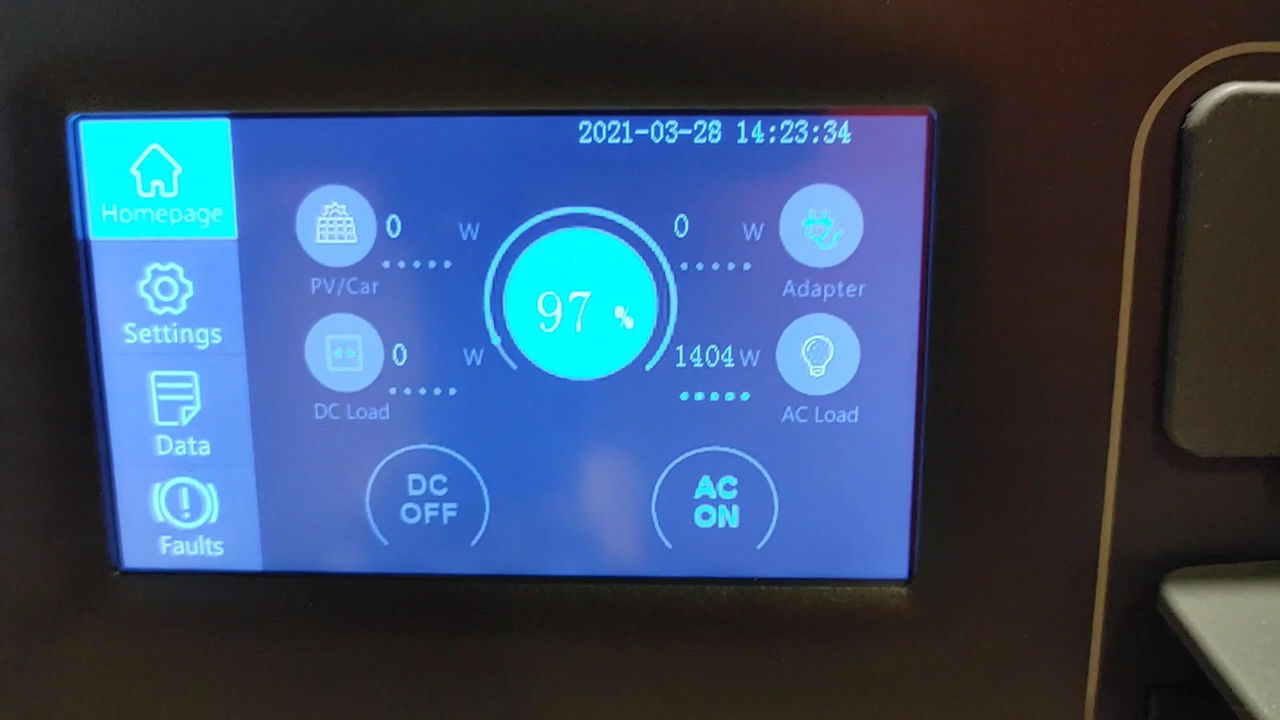 2021-03-28 14:23:34
Homepage
Settings
Data
Faults
0 W
PV/Car
0 W
DC Load
97 %
0 W
Adapter
1404 W
AC Load
DC
OFF
AC
ON